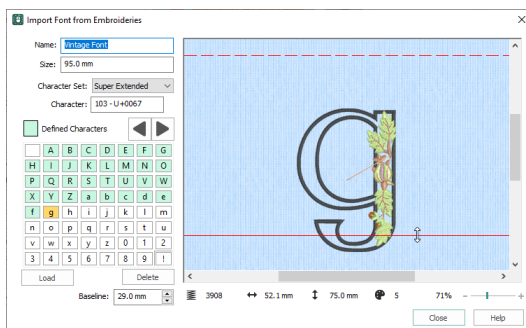 Import Font from Embroideries
Name: Vintage Font
Size: 95.0 mm
Character Set: Super Extended
Character: 103 - U+0067
Defined Characters
A B C D E F G
H I J K L M N O
P Q R S T U V W
X Y Z a b c d e
f g h i j k l m
n o p q r s t u
v w x y z 0 1 2
3 4 5 6 7 8 9 !
Load Delete
Baseline: 29.0 mm
g
3908 52.1 mm 75.0 mm 5 71% - +
Close Help